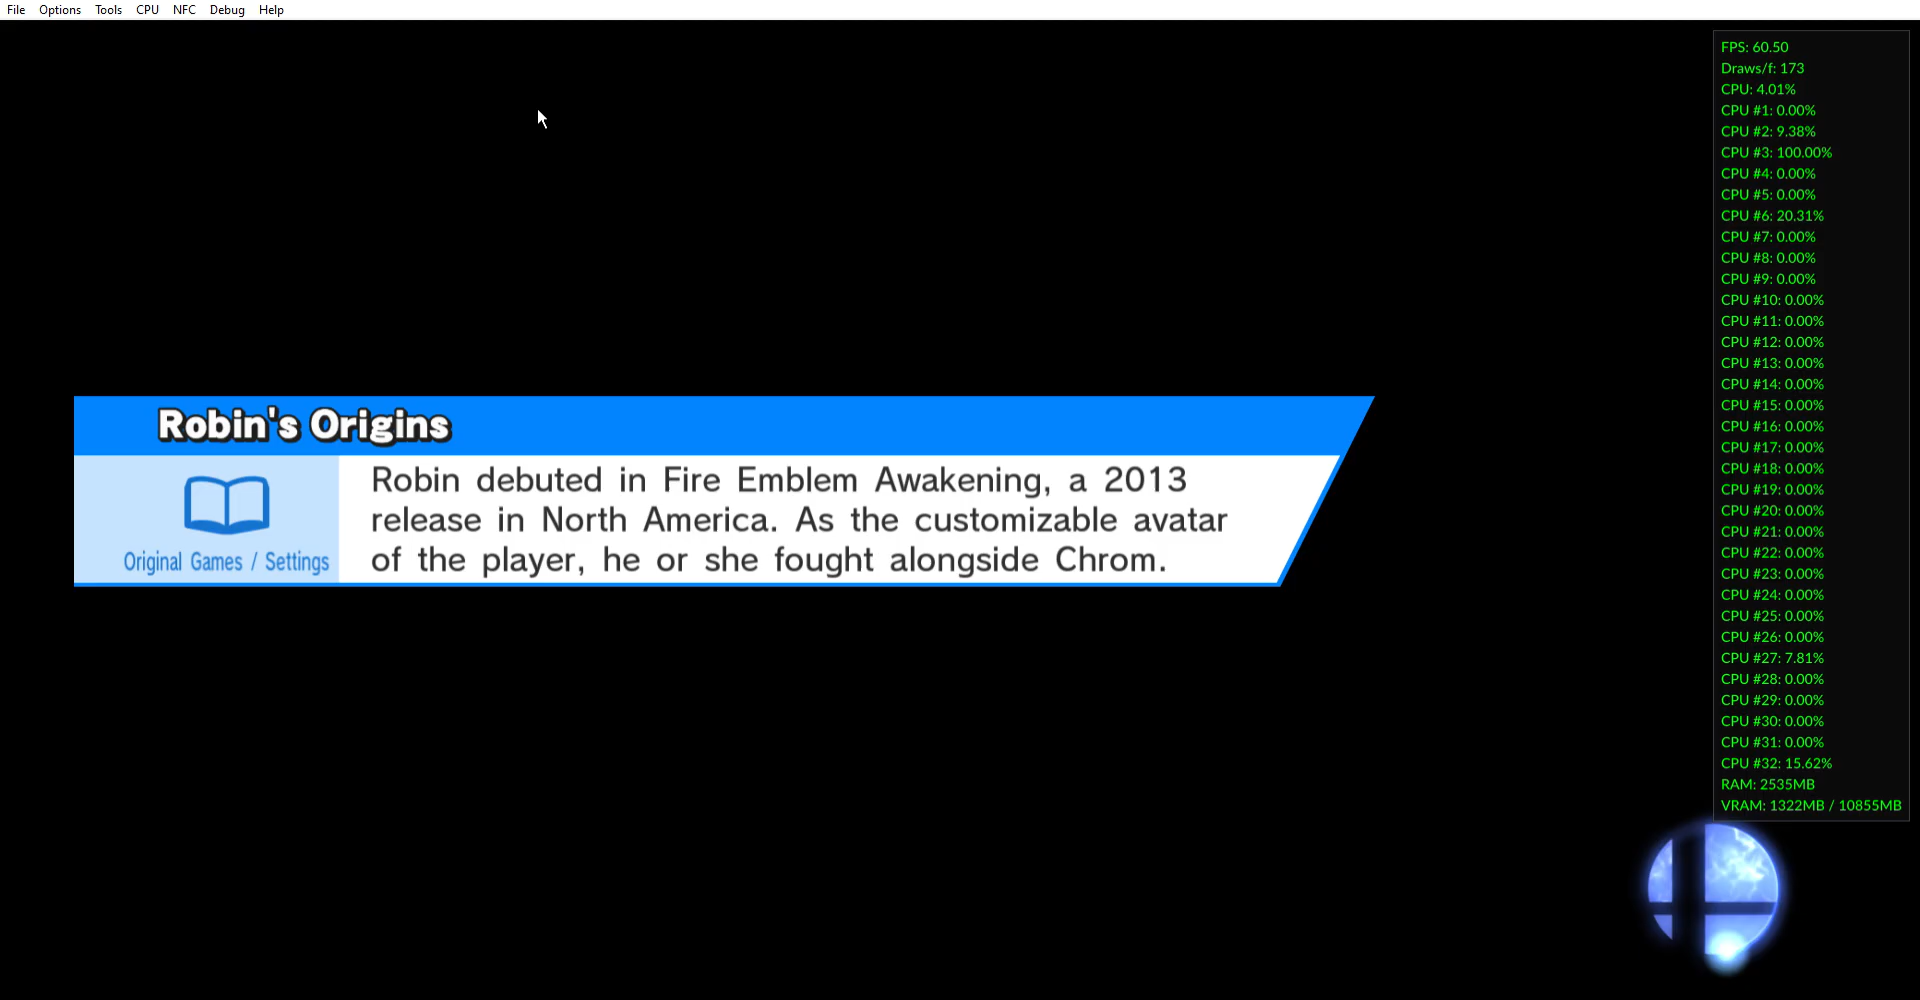 File Options Tools CPU NFC Debug Help
FPS: 60.50
Draws/f: 173
CPU: 4.01%
CPU #1: 0.00%
CPU #2: 9.38%
CPU #3: 100.00%
CPU #4: 0.00%
CPU #5: 0.00%
CPU #6: 20.31%
CPU #7: 0.00%
CPU #8: 0.00%
CPU #9: 0.00%
CPU #10: 0.00%
CPU #11: 0.00%
CPU #12: 0.00%
CPU #13: 0.00%
CPU #14: 0.00%
CPU #15: 0.00%
CPU #16: 0.00%
CPU #17: 0.00%
CPU #18: 0.00%
CPU #19: 0.00%
CPU #20: 0.00%
CPU #21: 0.00%
CPU #22: 0.00%
CPU #23: 0.00%
CPU #24: 0.00%
CPU #25: 0.00%
CPU #26: 0.00%
CPU #27: 7.81%
CPU #28: 0.00%
CPU #29: 0.00%
CPU #30: 0.00%
CPU #31: 0.00%
CPU #32: 15.62%
RAM: 2535MB
VRAM: 1322MB / 10855MB
Robin's Origins
Original Games / Settings
Robin debuted in Fire Emblem Awakening, a 2013
release in North America. As the customizable avatar
of the player, he or she fought alongside Chrom.